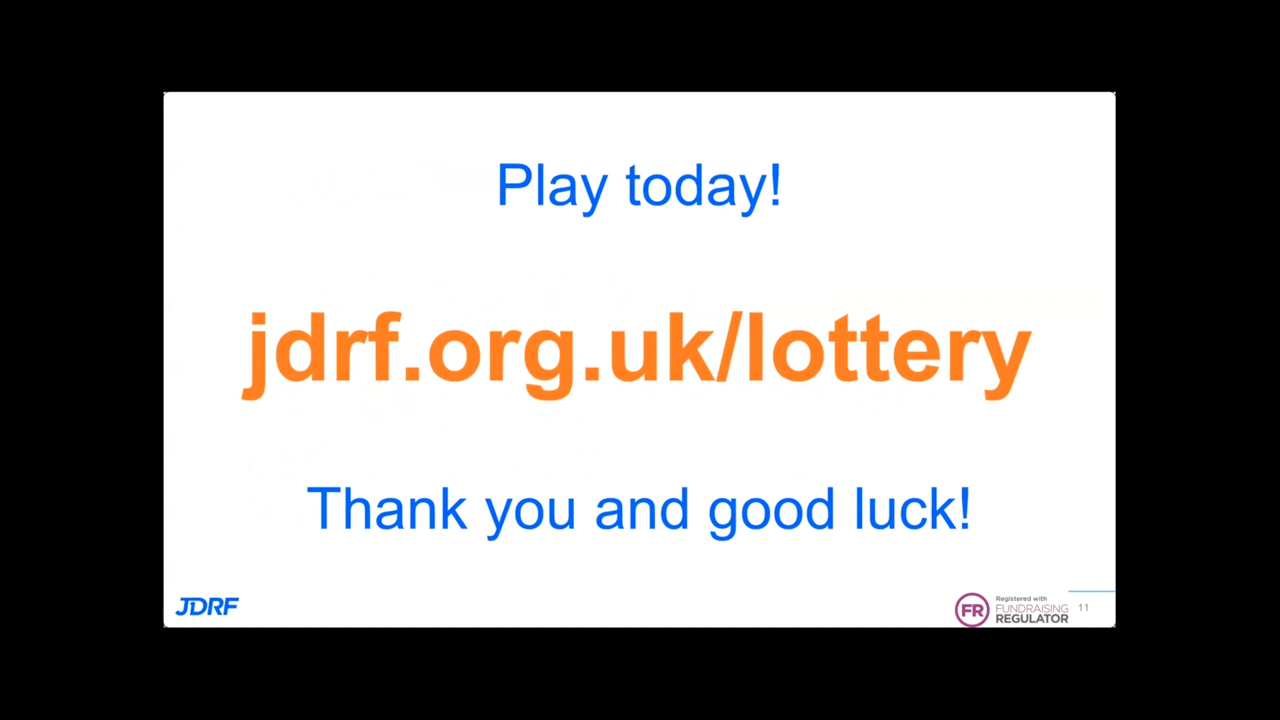 Play today!
jdrf.org.uk/lottery
Thank you and good luck!
JDRF
FR
Registered with
FUNDRAISING
REGULATOR
11